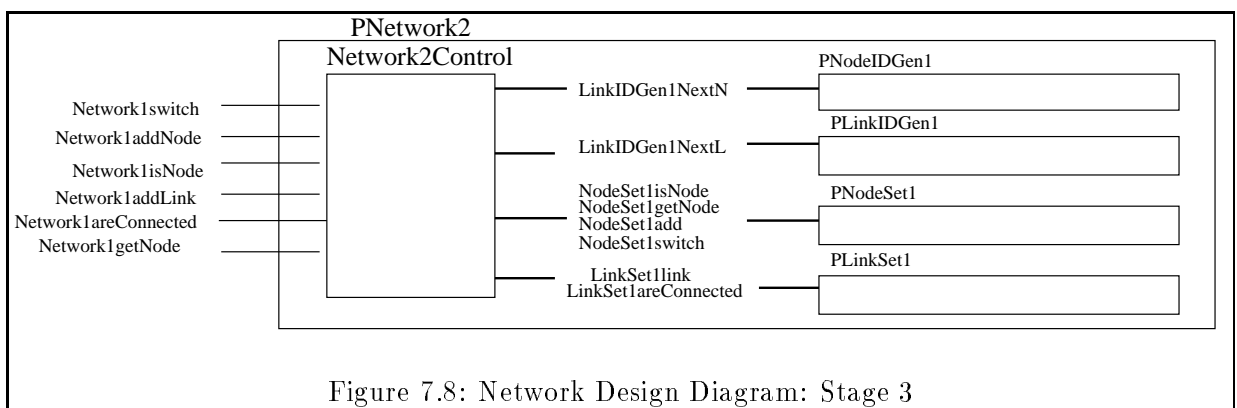 PNetwork2
Network2Control
Network1switch
Network1addNode
Network1isNode
Network1addLink
Network1areConnected
Network1getNode
LinkIDGen1NextN
LinkIDGen1NextL
NodeSet1isNode
NodeSet1getNode
NodeSet1add
NodeSet1switch
LinkSet1link
LinkSet1areConnected
PNodeIDGen1
PLinkIDGen1
PNodeSet1
PLinkSet1
Figure 7.8: Network Design Diagram: Stage 3